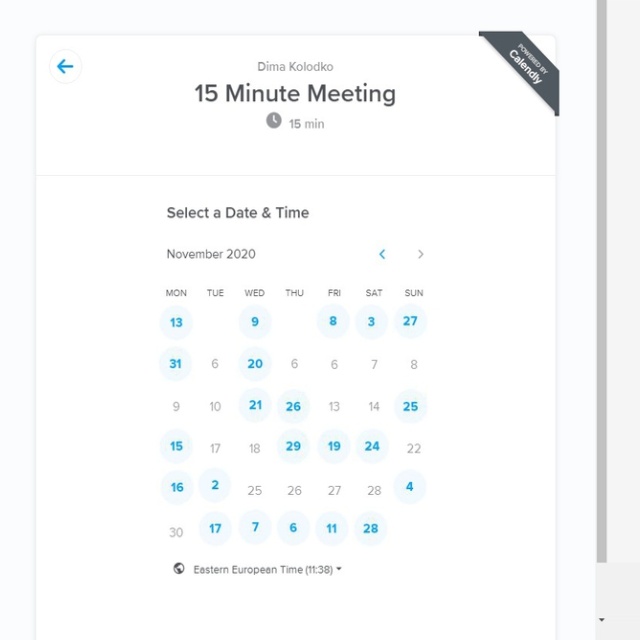 POWERED BY
Calendly
Dima Kolodko
15 Minute Meeting
15 min
Select a Date & Time
November 2020
MON TUE WED THU FRI SAT SUN
13 9 8 3 27
31 6 20 6 6 7 8
9 10 21 26 13 14 25
15 17 18 29 19 24 22
16 2 25 26 27 28 4
30 17 7 6 11 28
Eastern European Time (11:38)